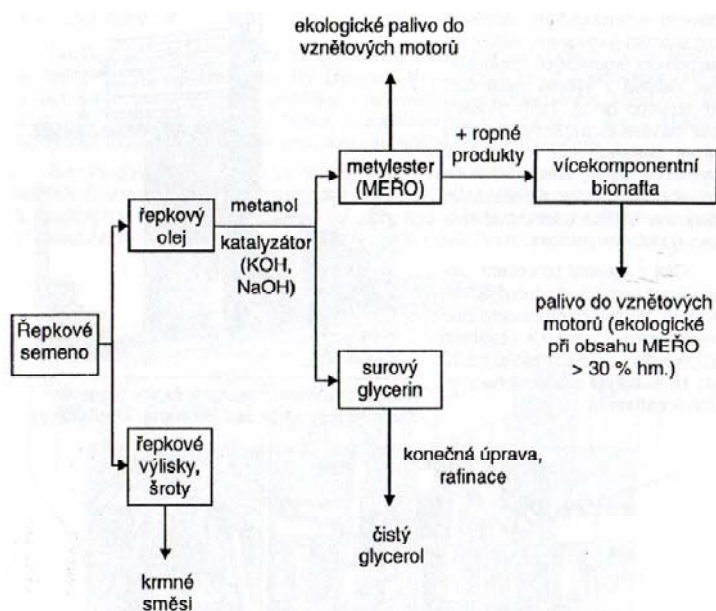 ekologické palivo do
vznětových motorů
+ ropné
produkty
metylester
(MEŘO)
vícekomponentní
bionafta
řepkový
olej
metanol
katalyzátor
(KOH,
NaOH)
palivo do vznětových
motorů (ekologické
při obsahu MEŘO
> 30 % hm.)
Řepkové
semeno
surový
glycerin
řepkové
výlisky,
šroty
konečná úprava,
rafinace
čistý
glycerol
krmné
směsi